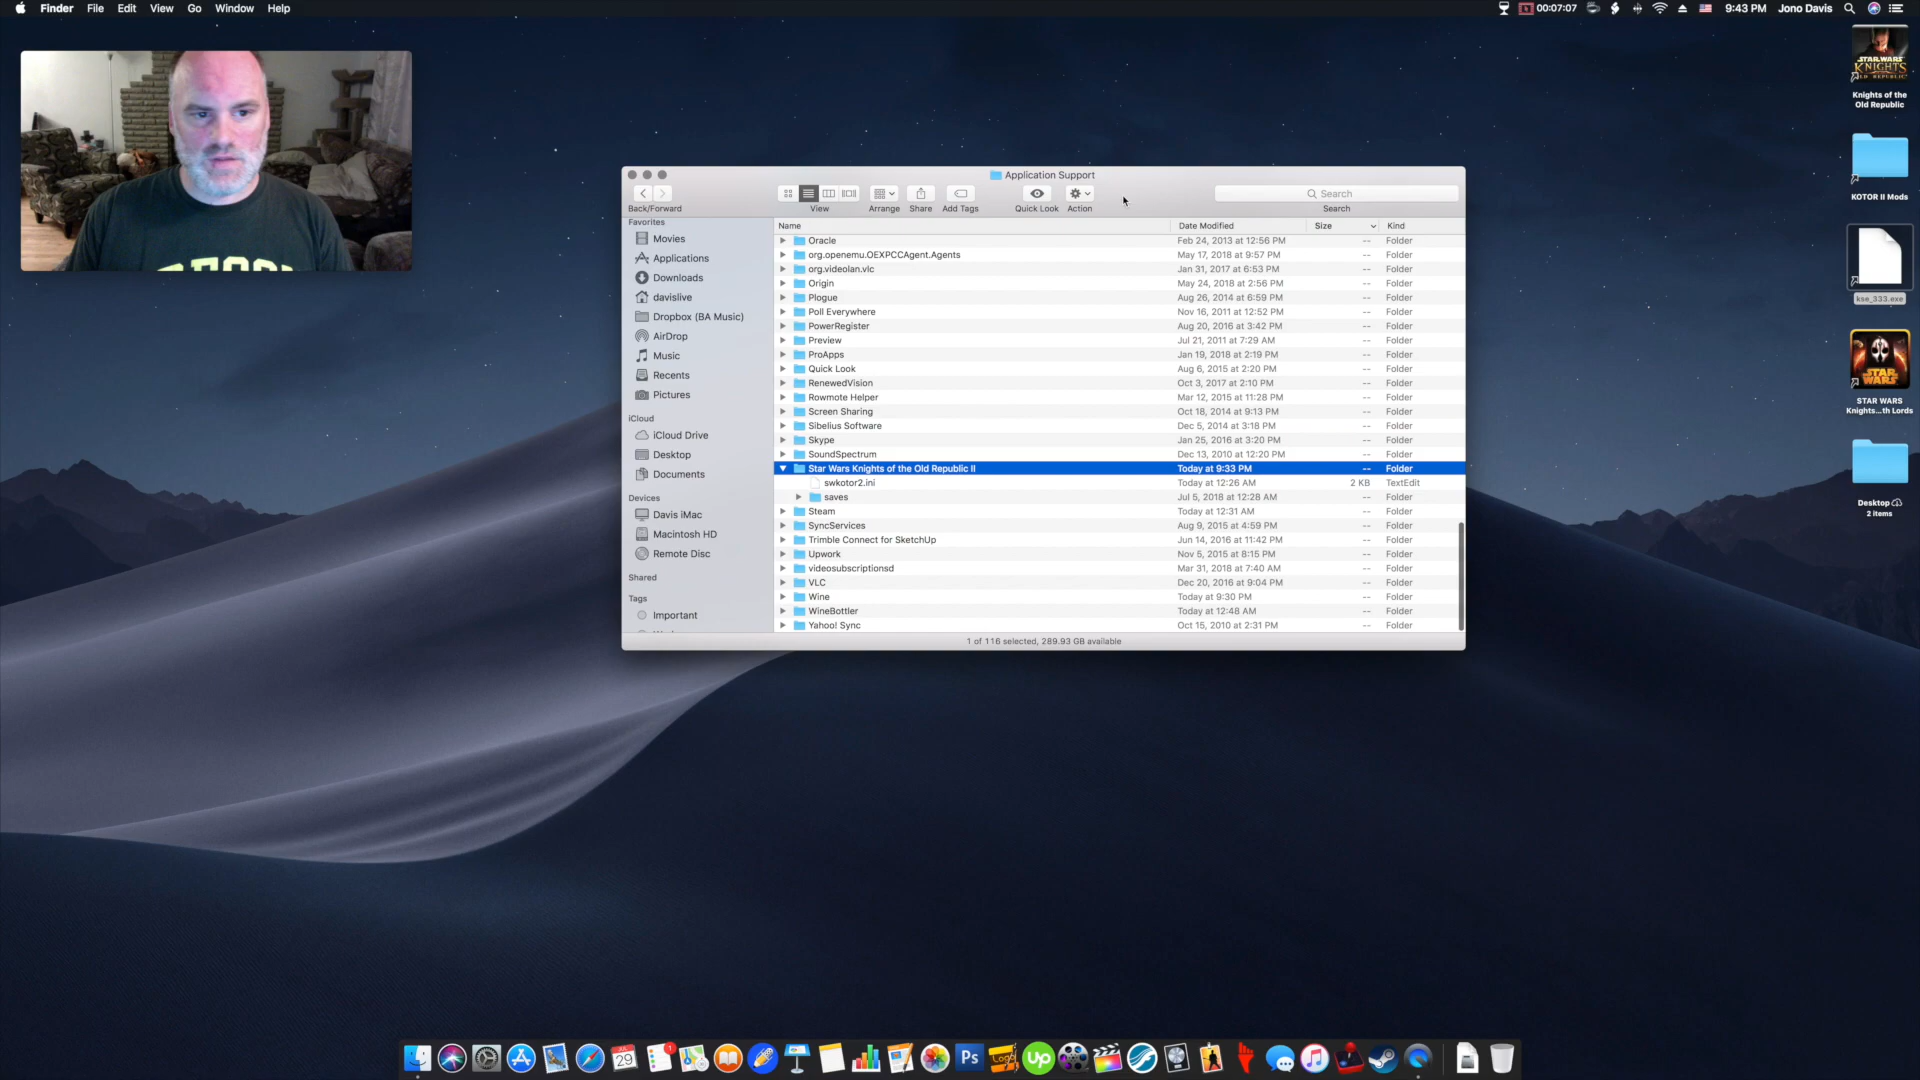 Finder File Edit View Go Window Help
00:07:07 9:43 PM Jono Davis
Application Support
Back/Forward View Arrange Share Add Tags Quick Look Action Search
Search
Favorites
Movies
Applications
Downloads
davislive
Dropbox (BA Music)
AirDrop
Music
Recents
Pictures
iCloud
iCloud Drive
Desktop
Documents
Devices
Davis iMac
Macintosh HD
Remote Disc
Shared
Tags
Important
Name Date Modified Size Kind
Oracle Feb 24, 2013 at 12:56 PM -- Folder
org.openemu.OEXPCCAgent.Agents May 17, 2018 at 9:57 PM -- Folder
org.videolan.vlc Jan 31, 2017 at 6:53 PM -- Folder
Origin May 24, 2018 at 2:56 PM -- Folder
Plogue Aug 26, 2014 at 6:59 PM -- Folder
Poll Everywhere Nov 16, 2011 at 12:52 PM -- Folder
PowerRegister Aug 20, 2016 at 3:42 PM -- Folder
Preview Jul 21, 2011 at 7:29 AM -- Folder
ProApps Jan 19, 2018 at 2:19 PM -- Folder
Quick Look Aug 6, 2015 at 2:20 PM -- Folder
RenewedVision Oct 3, 2017 at 2:10 PM -- Folder
Rowmote Helper Mar 12, 2015 at 11:28 PM -- Folder
Screen Sharing Oct 18, 2014 at 9:13 PM -- Folder
Sibelius Software Dec 5, 2014 at 3:18 PM -- Folder
Skype Jan 25, 2016 at 3:20 PM -- Folder
SoundSpectrum Dec 13, 2010 at 12:20 PM -- Folder
Star Wars Knights of the Old Republic II Today at 9:33 PM -- Folder
swkotor2.ini Today at 12:26 AM 2 KB TextEdit
saves Jul 5, 2018 at 12:28 AM -- Folder
Steam Today at 12:31 AM -- Folder
SyncServices Aug 9, 2015 at 4:59 PM -- Folder
Trimble Connect for SketchUp Jun 14, 2016 at 11:42 PM -- Folder
Upwork Nov 5, 2015 at 8:15 PM -- Folder
videosubscriptionsd Mar 31, 2018 at 7:40 AM -- Folder
VLC Dec 20, 2016 at 9:04 PM -- Folder
Wine Today at 9:30 PM -- Folder
WineBottler Today at 12:48 AM -- Folder
Yahoo! Sync Oct 15, 2010 at 2:31 PM -- Folder
1 of 116 selected, 289.93 GB available
STAR WARS
KNIGHTS
Knights of the
Old Republic
KOTOR II Mods
kse_333.exe
STAR
WARS
STAR WARS
Knights...th Lords
Desktop
2 items
29
1
Ps
Up